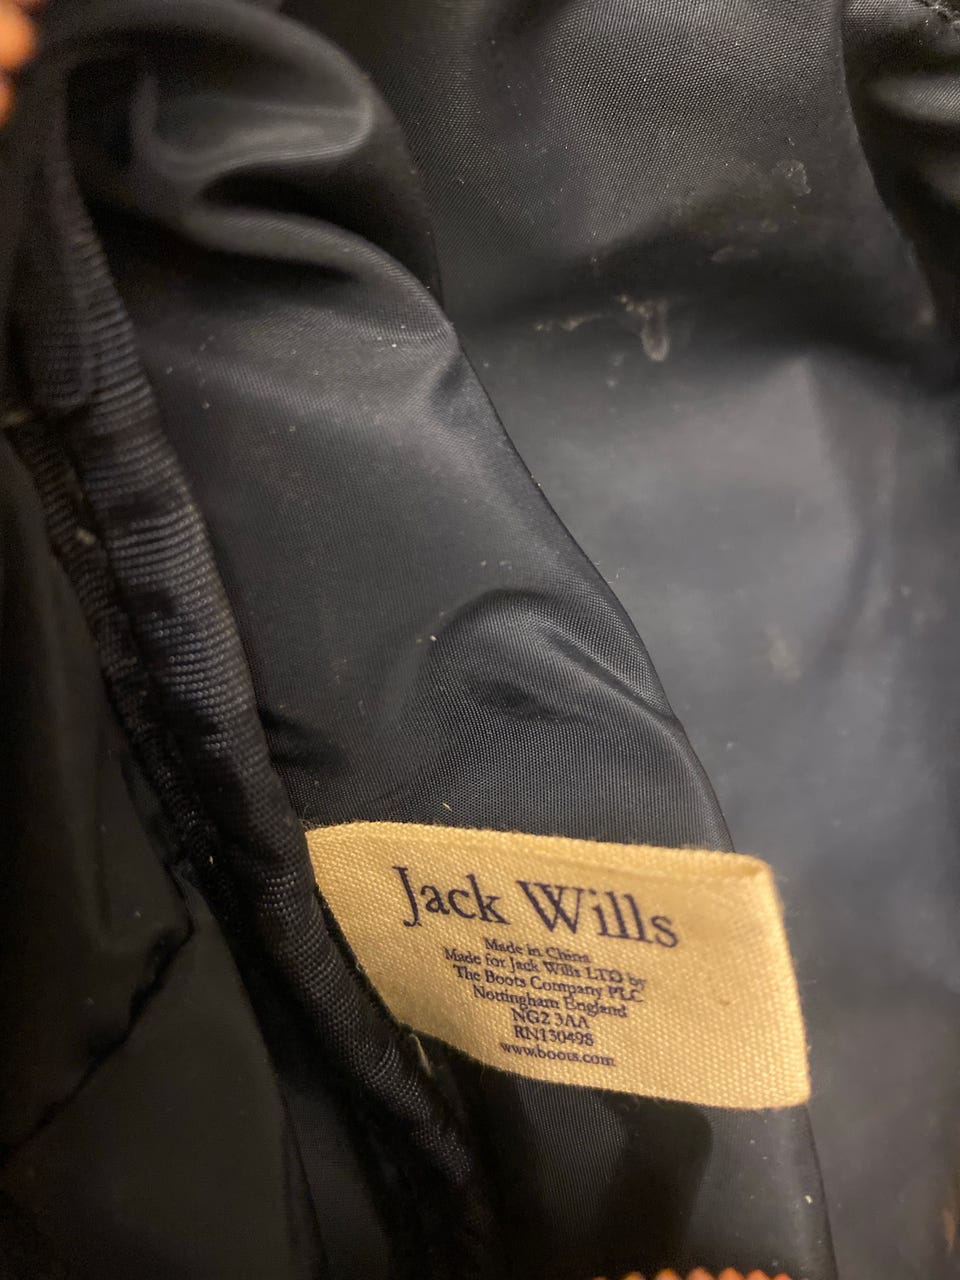 Jack Wills
Made in China
Made for Jack Wills LTD by
The Boots Company PLC
Nottingham England
NG2 3AA
RN130498
www.boots.com